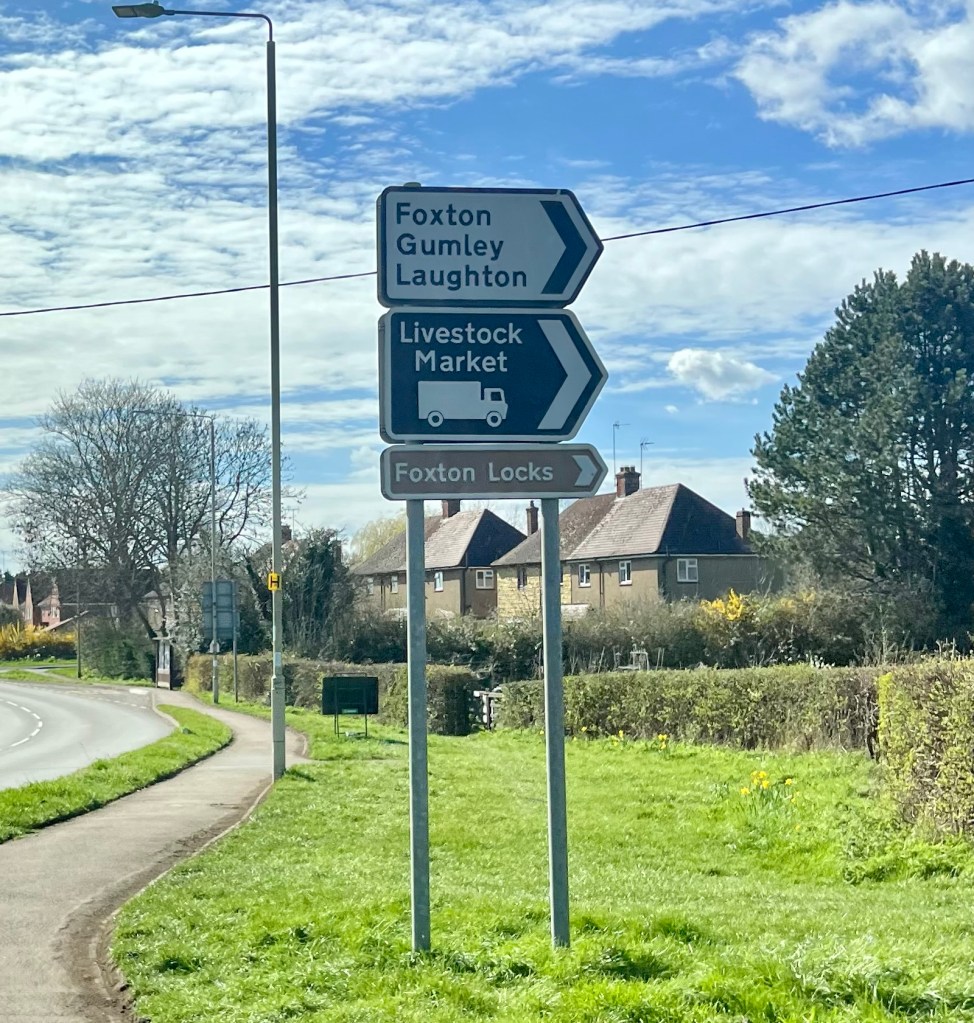 Foxton
Gumley
Laughton
Livestock
Market
Foxton Locks
H